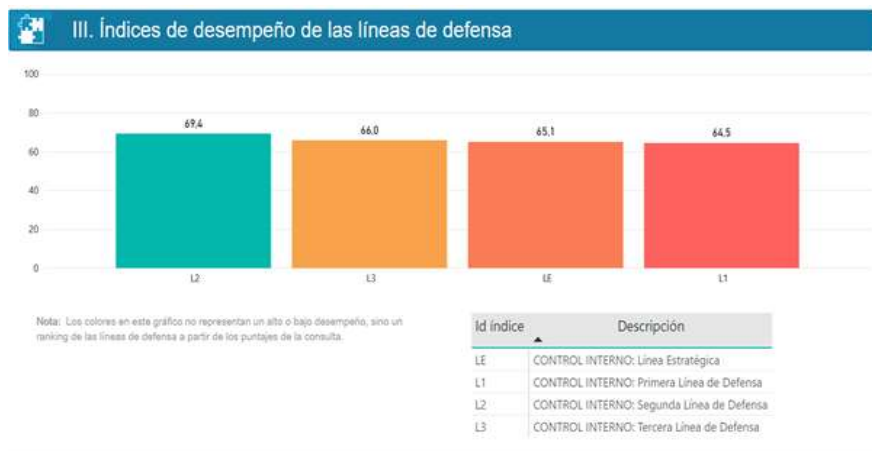 III. Índices de desempeño de las líneas de defensa
100
80
60
40
20
0
69,4
66,0
65,1
64,5
L2
L3
LE
L1
Nota: Los colores en este gráfico no representan un alto o bajo desempeño, sino un
ranking de las líneas de defensa a partir de los puntajes de la consulta.
Id índice Descripción
LE CONTROL INTERNO: Línea Estratégica
L1 CONTROL INTERNO: Primera Línea de Defensa
L2 CONTROL INTERNO: Segunda Línea de Defensa
L3 CONTROL INTERNO: Tercera Línea de Defensa